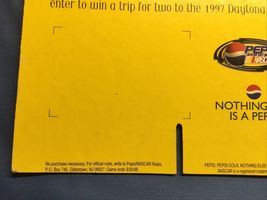 enter to win a trip for two to the 1997 Daytona
PEPSI
NOTHING
IS A PE
No purchase necessary. For official rules, write to Pepsi/NASCAR Rules,
P.O. Box 746, Gibbstown, NJ 08027. Game ends 9/30/96.
PEPSI, PEPSI-COLA, NOTHING ELSE
NASCAR is a registered tradem